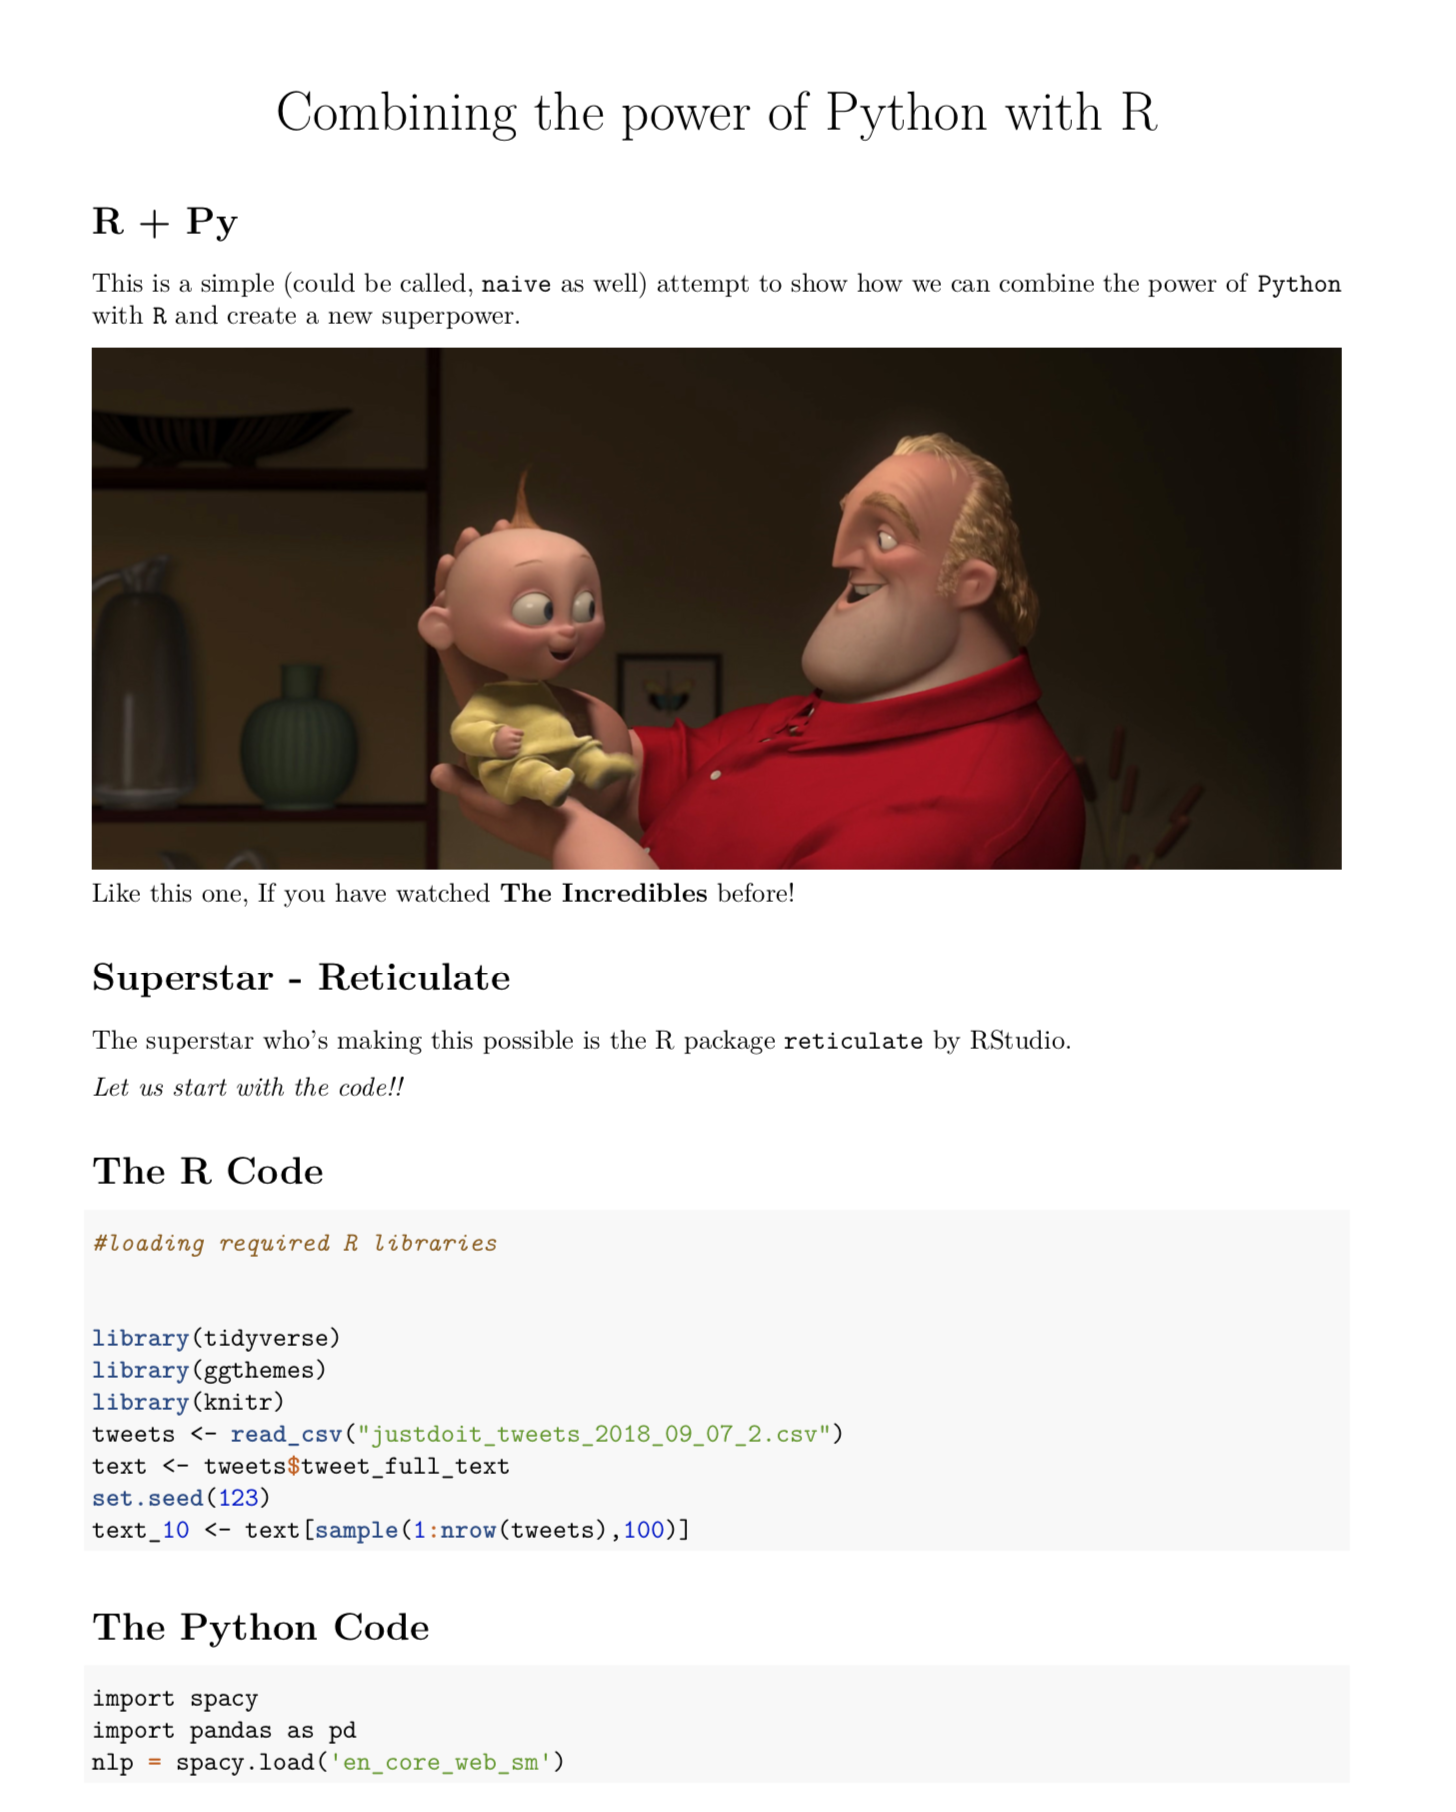 Combining the power of Python with R
R + Py
This is a simple (could be called, naive as well) attempt to show how we can combine the power of Python
with R and create a new superpower.
Like this one, If you have watched The Incredibles before!
Superstar - Reticulate
The superstar who's making this possible is the R package reticulate by RStudio.
Let us start with the code!!
The R Code
#loading required R libraries
library(tidyverse)
library(ggthemes)
library(knitr)
tweets <- read_csv("justdoit_tweets_2018_09_07_2.csv")
text <- tweets$tweet_full_text
set.seed(123)
text_10 <- text[sample(1:nrow(tweets),100)]
The Python Code
import spacy
import pandas as pd
nlp = spacy.load('en_core_web_sm')